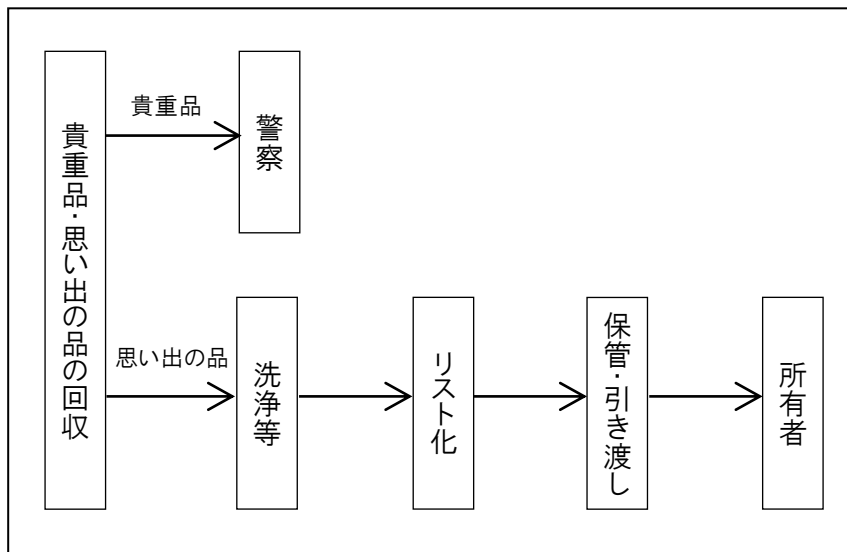 貴重品・思い出の品の回収
貴重品
警察
思い出の品
洗浄等
リスト化
保管・引き渡し
所有者